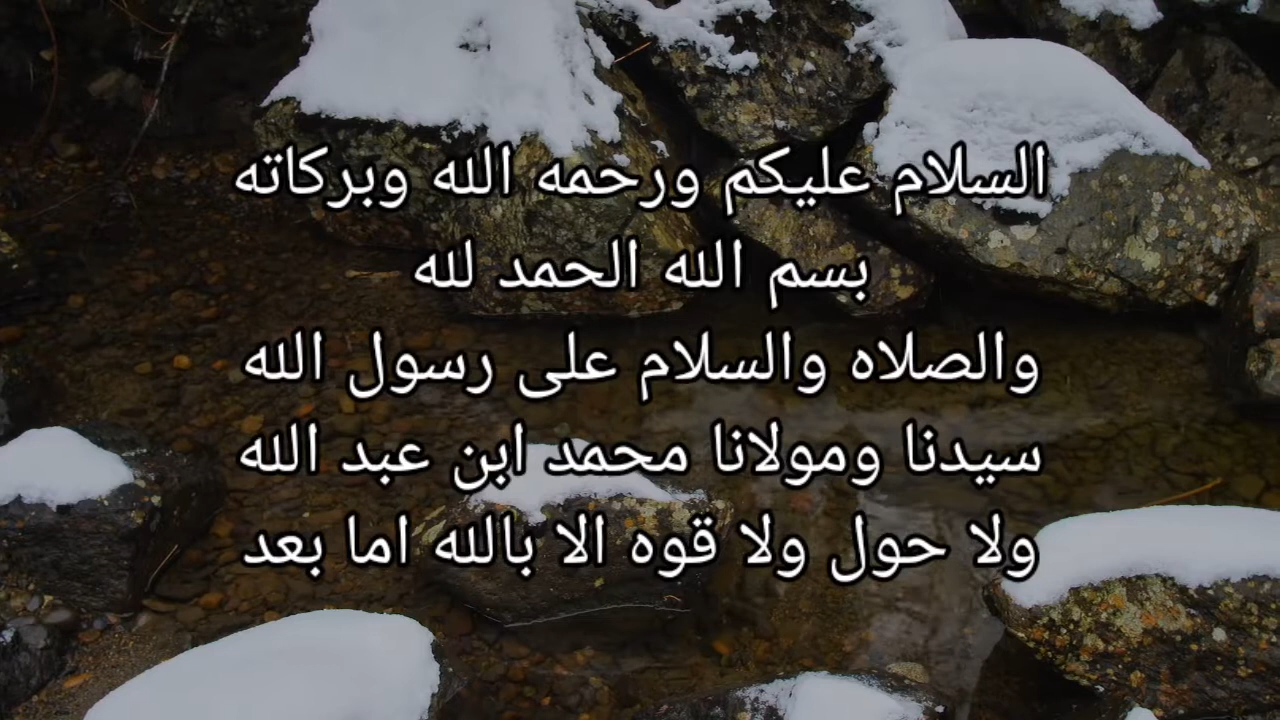 السلام عليكم ورحمه الله وبركاته
بسم الله الحمد لله
والصلاه والسلام على رسول الله
سيدنا ومولانا محمد ابن عبد الله
ولا حول ولا قوه الا بالله اما بعد